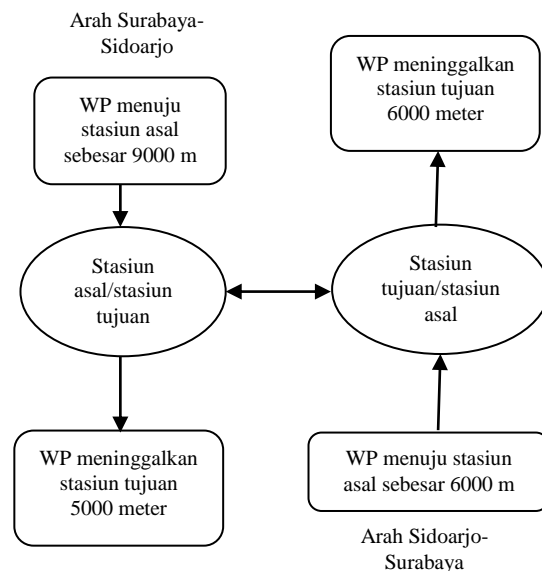 Arah Surabaya-
Sidoarjo
WP menuju
stasiun asal
sebesar 9000 m
WP meninggalkan
stasiun tujuan
6000 meter
Stasiun
asal/stasiun
tujuan
Stasiun
tujuan/stasiun
asal
WP meninggalkan
stasiun tujuan
5000 meter
WP menuju stasiun
asal sebesar 6000 m
Arah Sidoarjo-
Surabaya